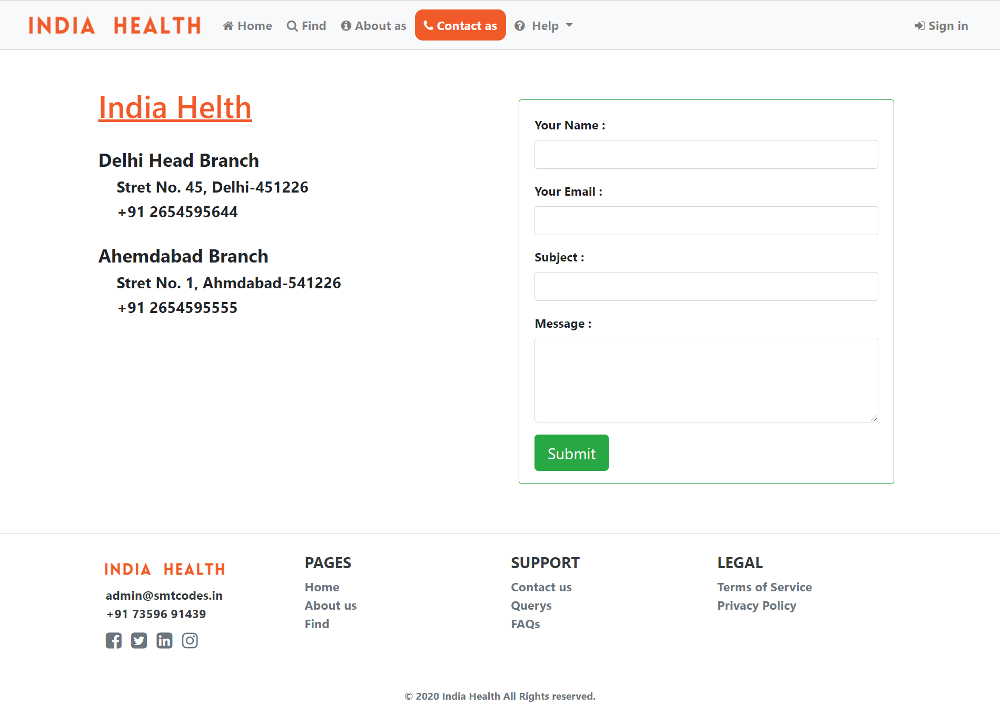 INDIA HEALTH Home Find About as Contact as Help Sign in
India Helth
Delhi Head Branch
Stret No. 45, Delhi-451226
+91 2654595644
Ahemdabad Branch
Stret No. 1, Ahmdabad-541226
+91 2654595555
Your Name :
Your Email :
Subject :
Message :
Submit
INDIA HEALTH
admin@smtcodes.in
+91 73596 91439
PAGES
Home
About us
Find
SUPPORT
Contact us
Querys
FAQs
LEGAL
Terms of Service
Privacy Policy
© 2020 India Health All Rights reserved.